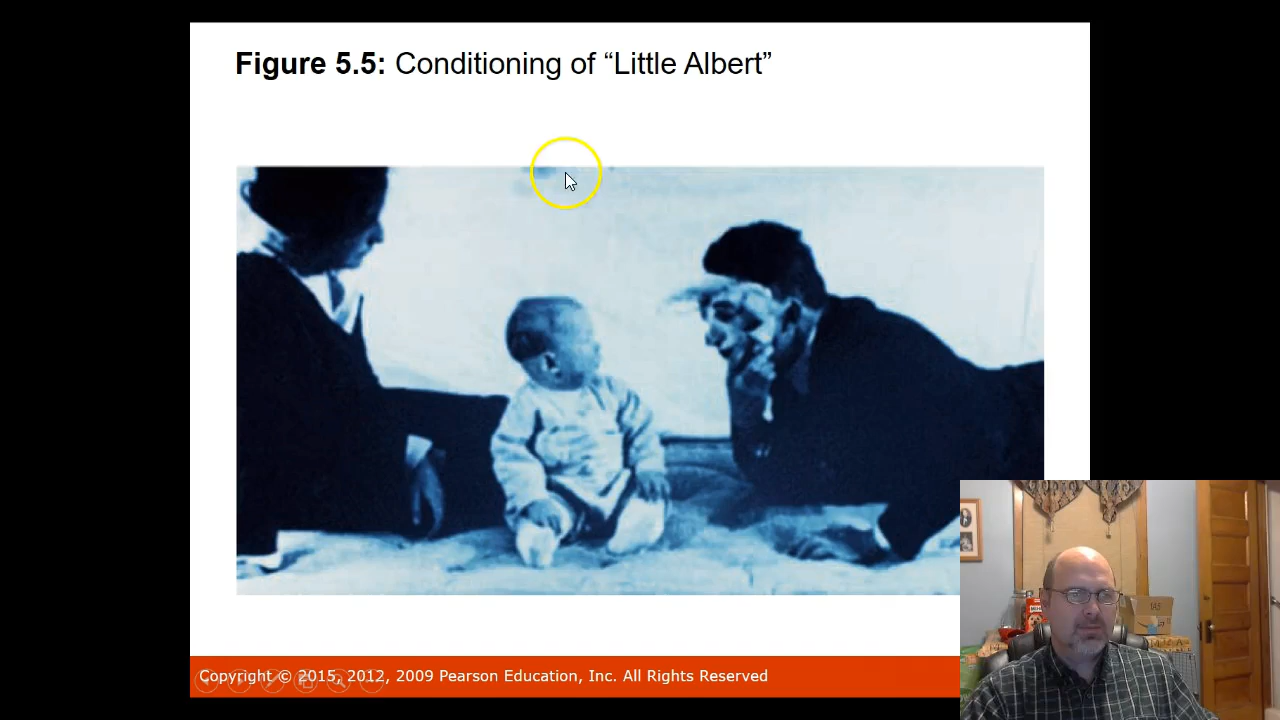 Figure 5.5: Conditioning of “Little Albert”
Copyright © 2015, 2012, 2009 Pearson Education, Inc. All Rights Reserved